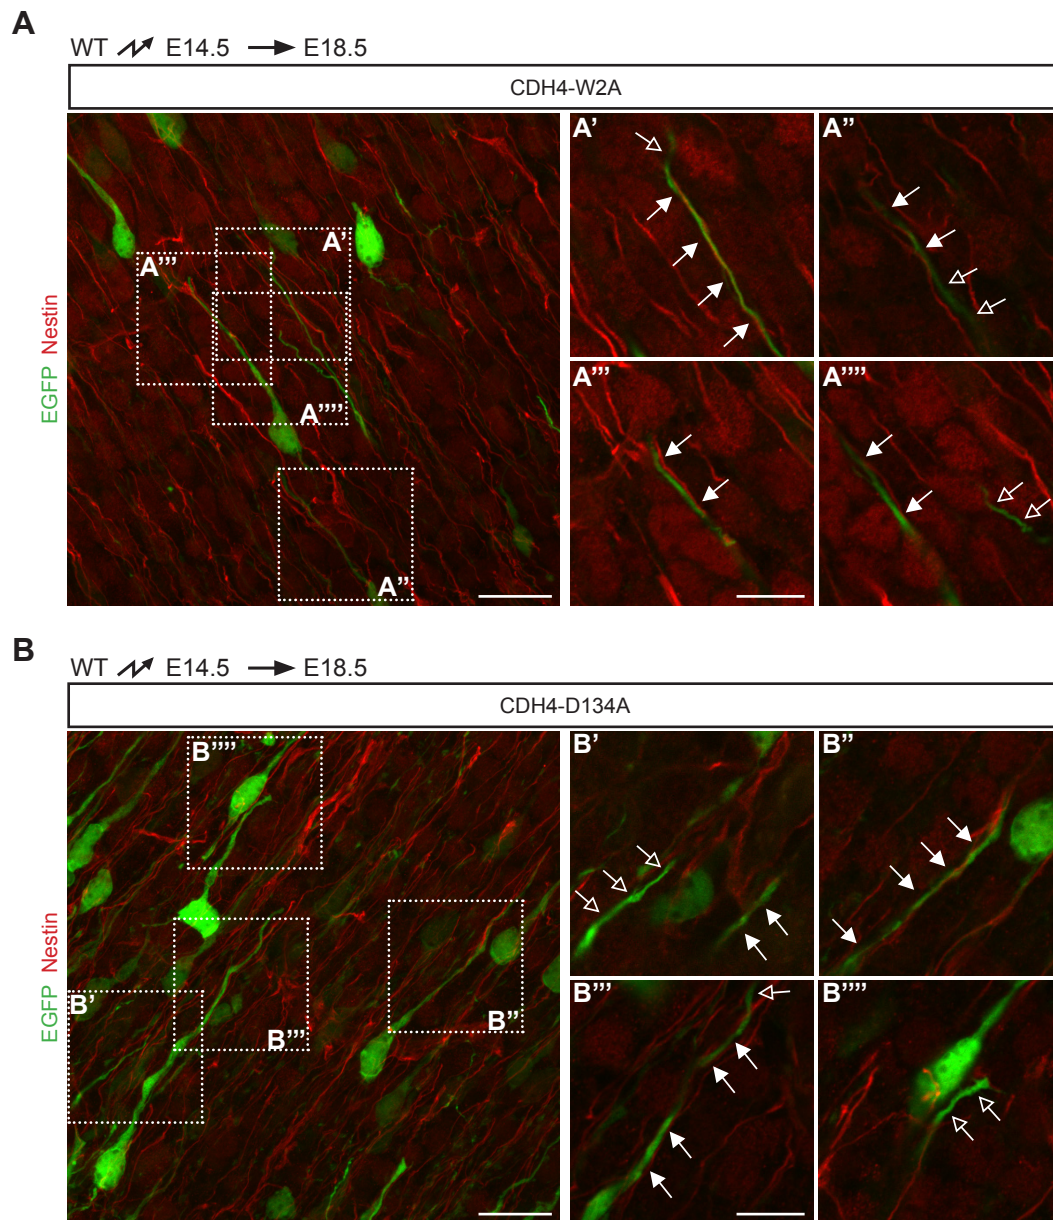 A
WT E14.5 E18.5
CDH4-W2A
EGFP Nestin
A’
A’’’
A’’’’
A’’
A’
A’’
A’’’
A’’’’
B
WT E14.5 E18.5
CDH4-D134A
EGFP Nestin
B’’’’
B’
B’’’
B’’
B’
B’’
B’’’
B’’’’